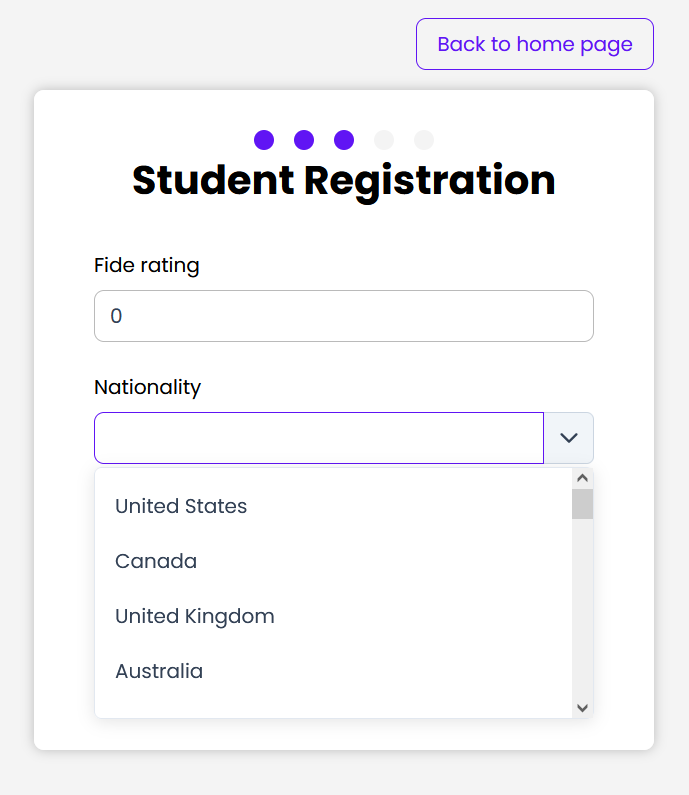 Back to home page
Student Registration
Fide rating
0
Nationality
United States
Canada
United Kingdom
Australia